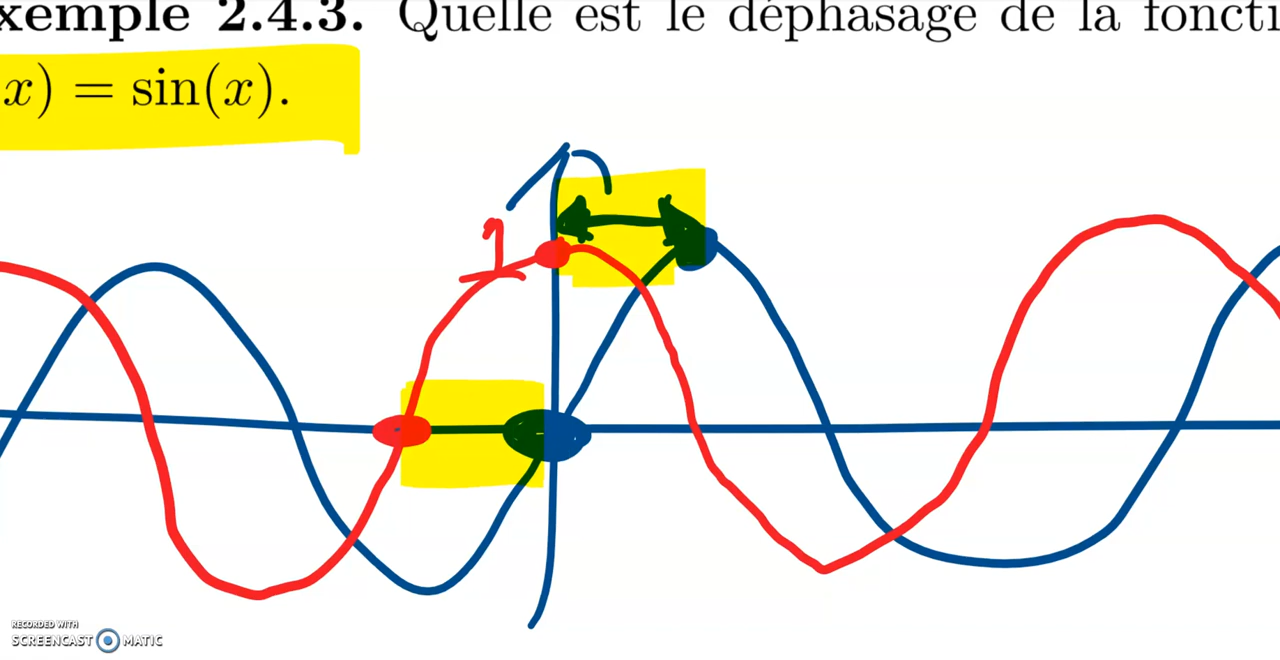 xemple 2.4.3. Quelle est le déphasage de la foncti
x) = sin(x).
1
RECORDED WITH
SCREENCAST MATIC